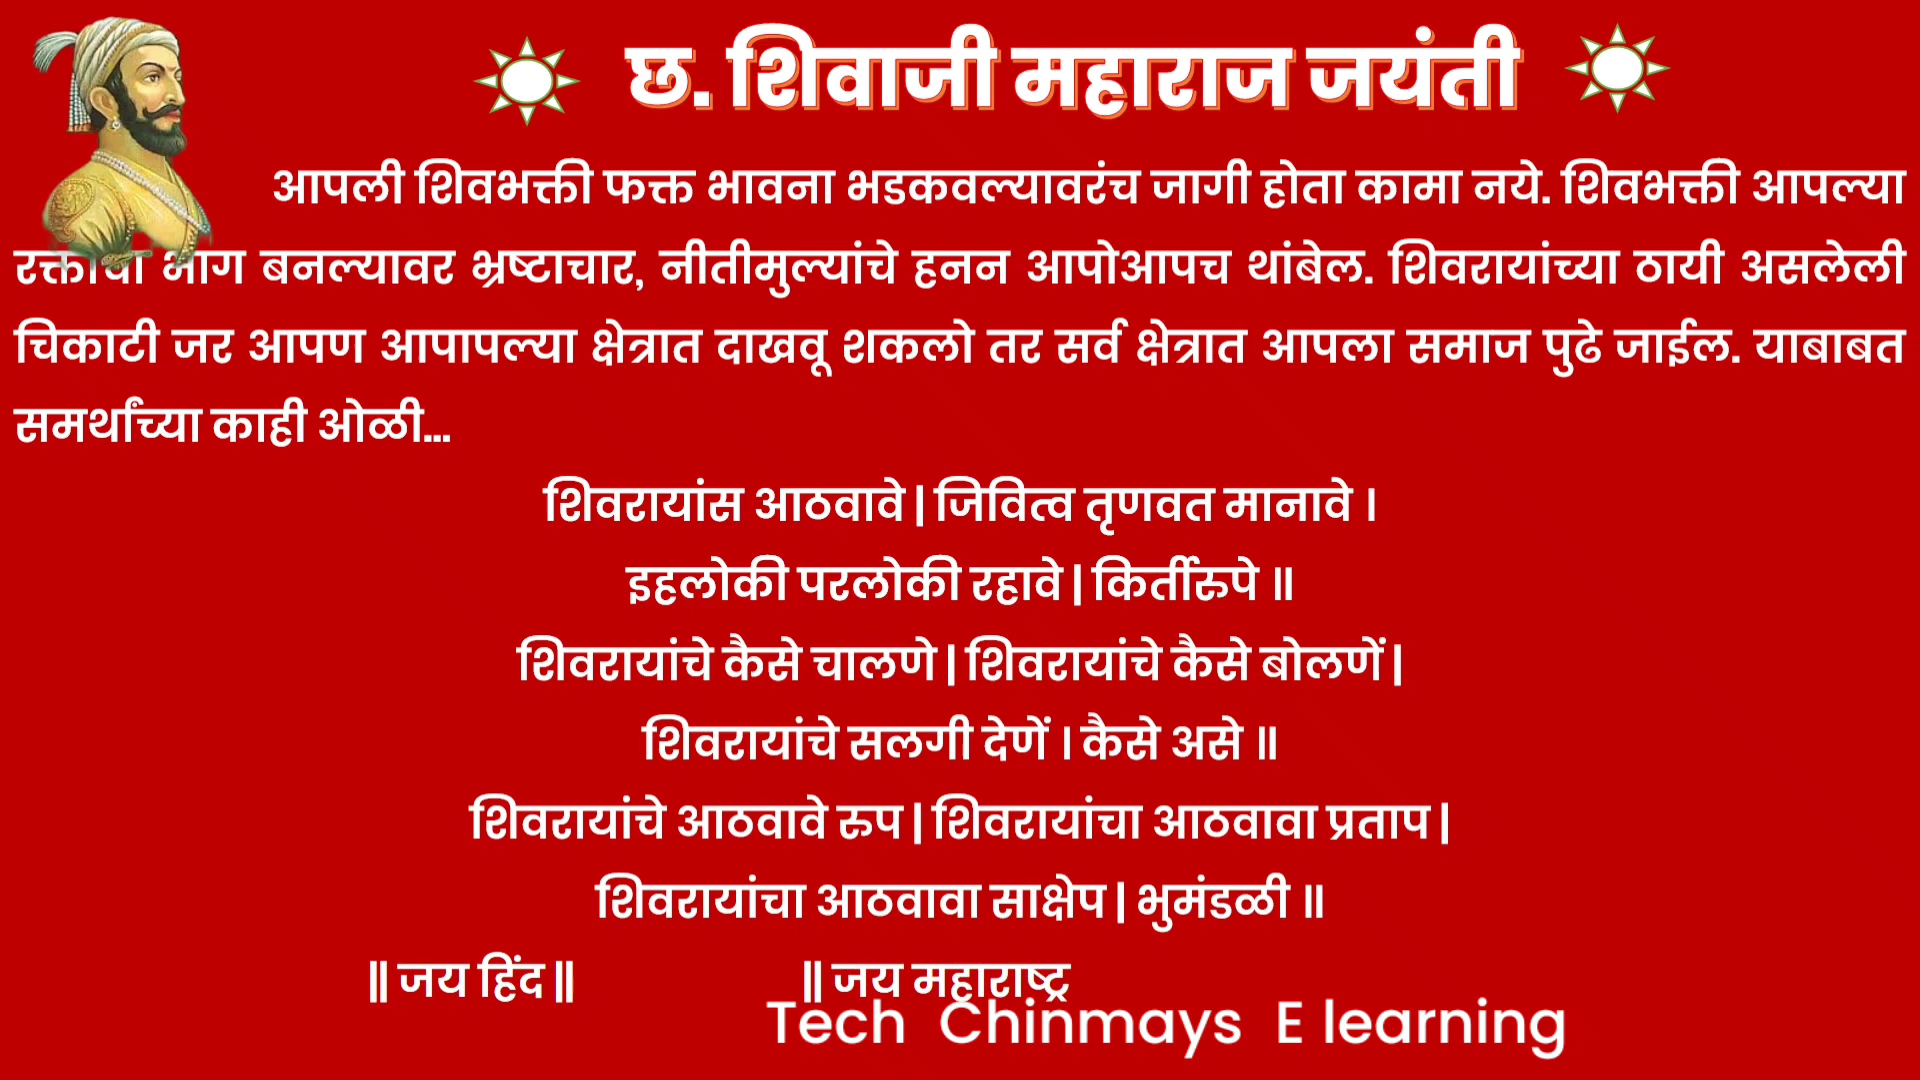 छ. शिवाजी महाराज जयंती
आपली शिवभक्ती फक्त भावना भडकवल्यावरंच जागी होता कामा नये. शिवभक्ती आपल्या
रक्ताचा भाग बनल्यावर भ्रष्टाचार, नीतीमुल्यांचे हनन आपोआपच थांबेल. शिवरायांच्या ठायी असलेली
चिकाटी जर आपण आपापल्या क्षेत्रात दाखवू शकलो तर सर्व क्षेत्रात आपला समाज पुढे जाईल. याबाबत
समर्थांच्या काही ओळी...
शिवरायांस आठवावे | जिवित्व तृणवत मानावे ।
इहलोकी परलोकी रहावे | किर्तीरुपे ॥
शिवरायांचे कैसे चालणे | शिवरायांचे कैसे बोलणें |
शिवरायांचे सलगी देणें । कैसे असे ॥
शिवरायांचे आठवावे रुप | शिवरायांचा आठवावा प्रताप |
शिवरायांचा आठवावा साक्षेप | भुमंडळी ॥
|| जय हिंद || || जय महाराष्ट्र
Tech Chinmays E learning